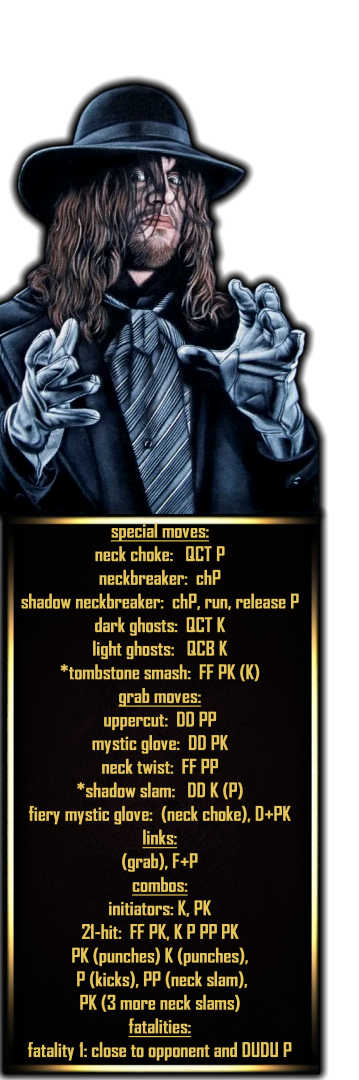 special moves:
neck choke: QCT P
neckbreaker: chP
shadow neckbreaker: chP, run, release P
dark ghosts: QCT K
light ghosts: QCB K
*tombstone smash: FF PK (K)
grab moves:
uppercut: DD PP
mystic glove: DD PK
neck twist: FF PP
*shadow slam: DD K (P)
fiery mystic glove: (neck choke), D+PK
links:
(grab), F+P
combos:
initiators: K, PK
21-hit: FF PK, K P PP PK
PK (punches) K (punches),
P (kicks), PP (neck slam),
PK (3 more neck slams)
fatalities:
fatality 1: close to opponent and DUDU P